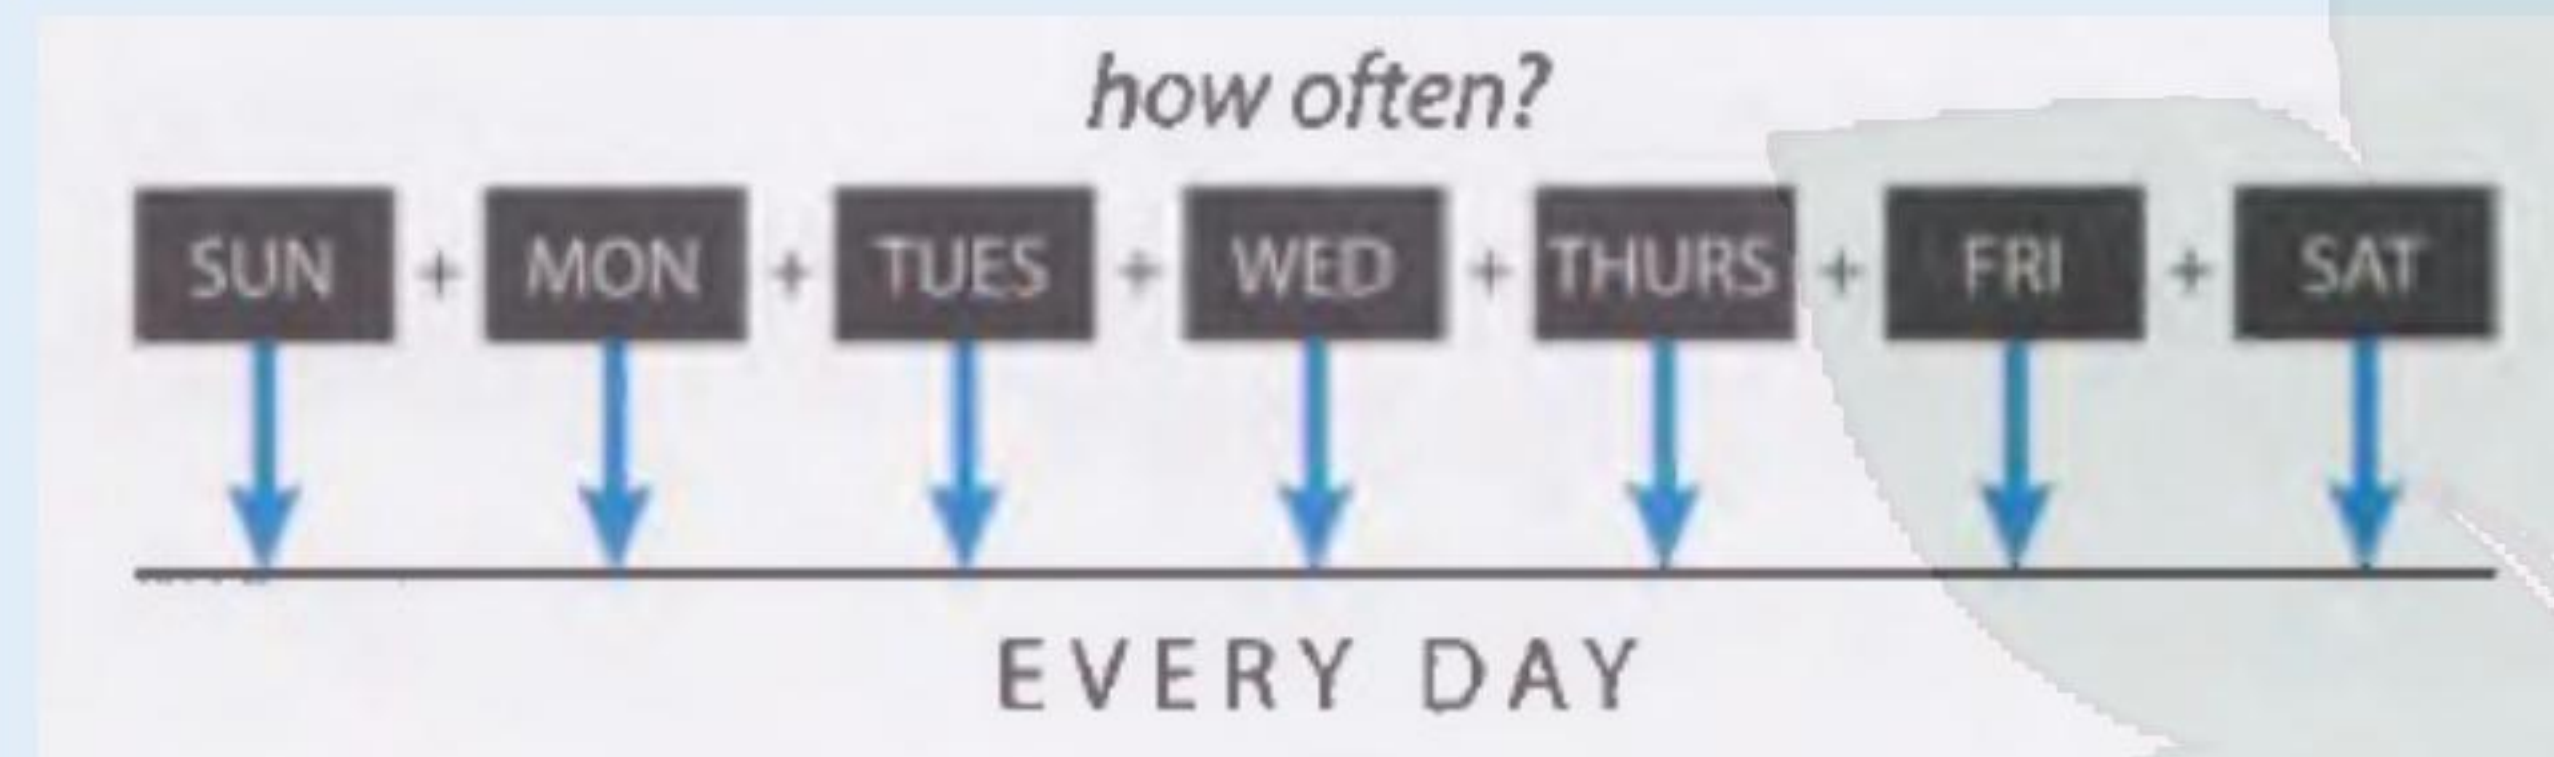 how often?
SUN + MON + TUES + WED + THURS + FRI + SAT
EVERY DAY